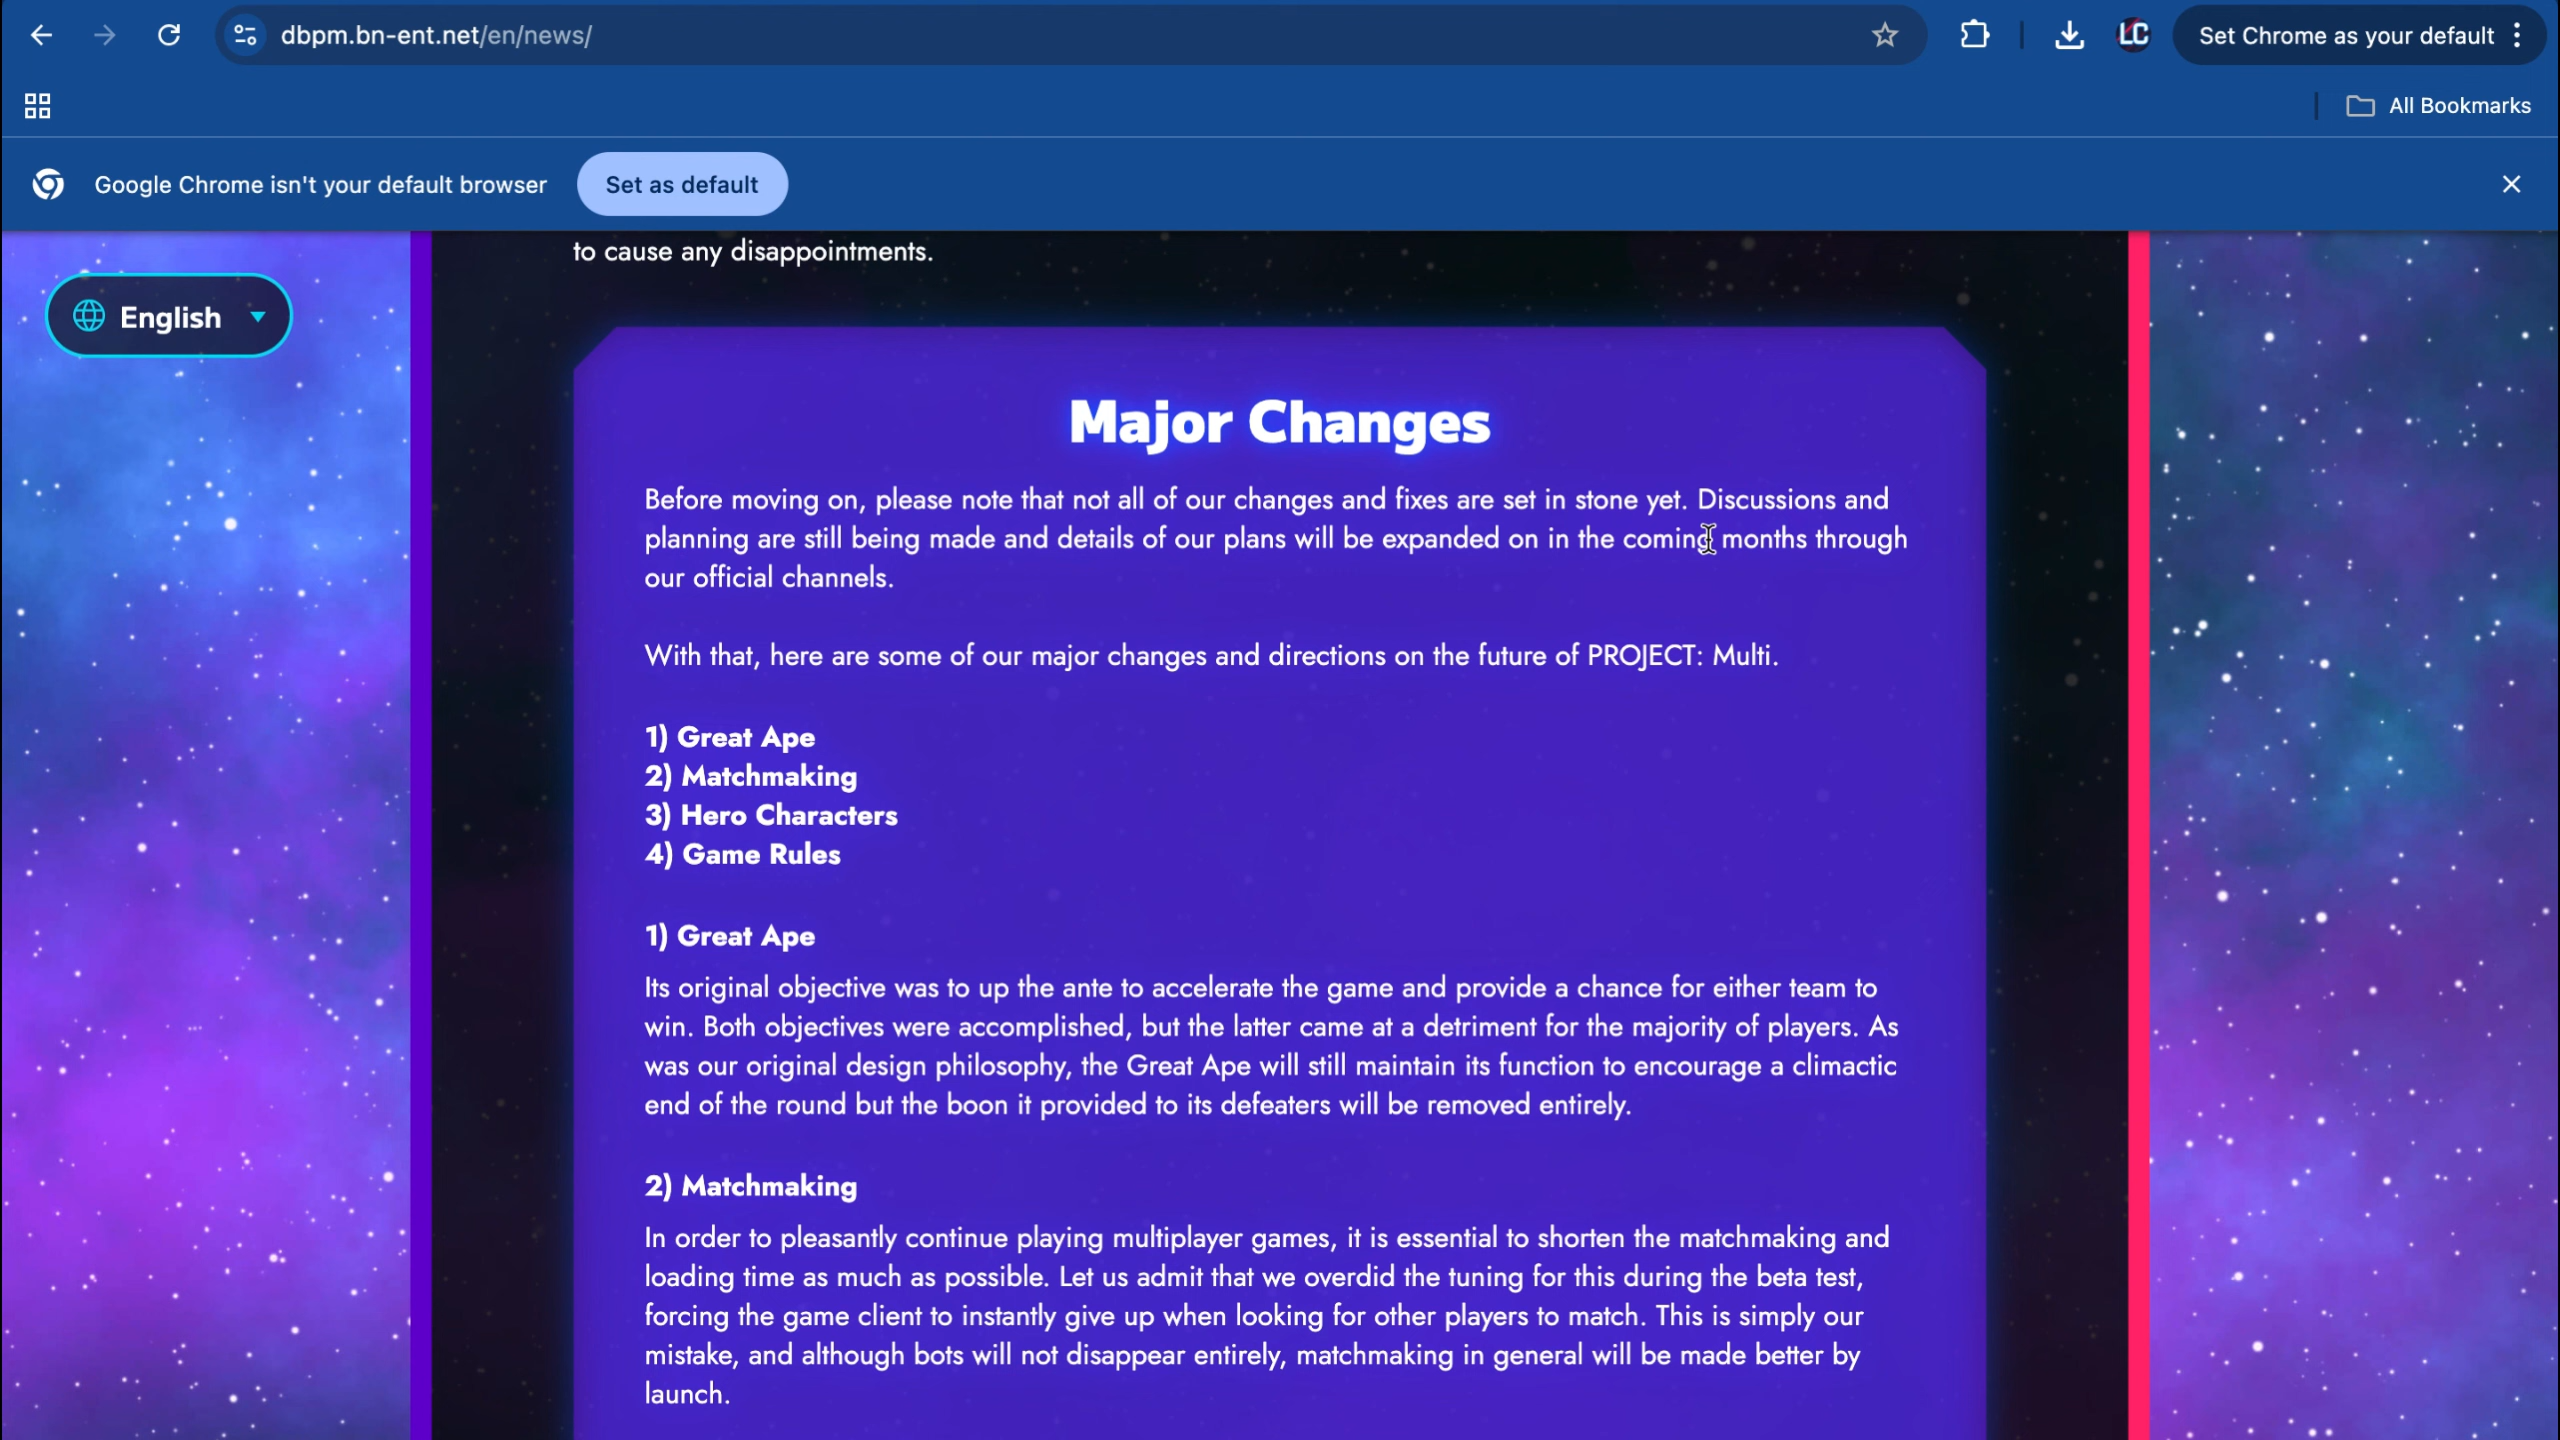 dbpm.bn-ent.net/en/news/
LC
Set Chrome as your default
All Bookmarks
Google Chrome isn't your default browser
Set as default
to cause any disappointments.
English
Major Changes
Before moving on, please note that not all of our changes and fixes are set in stone yet. Discussions and
planning are still being made and details of our plans will be expanded on in the coming months through
our official channels.
With that, here are some of our major changes and directions on the future of PROJECT: Multi.
1) Great Ape
2) Matchmaking
3) Hero Characters
4) Game Rules
1) Great Ape
Its original objective was to up the ante to accelerate the game and provide a chance for either team to
win. Both objectives were accomplished, but the latter came at a detriment for the majority of players. As
was our original design philosophy, the Great Ape will still maintain its function to encourage a climactic
end of the round but the boon it provided to its defeaters will be removed entirely.
2) Matchmaking
In order to pleasantly continue playing multiplayer games, it is essential to shorten the matchmaking and
loading time as much as possible. Let us admit that we overdid the tuning for this during the beta test,
forcing the game client to instantly give up when looking for other players to match. This is simply our
mistake, and although bots will not disappear entirely, matchmaking in general will be made better by
launch.